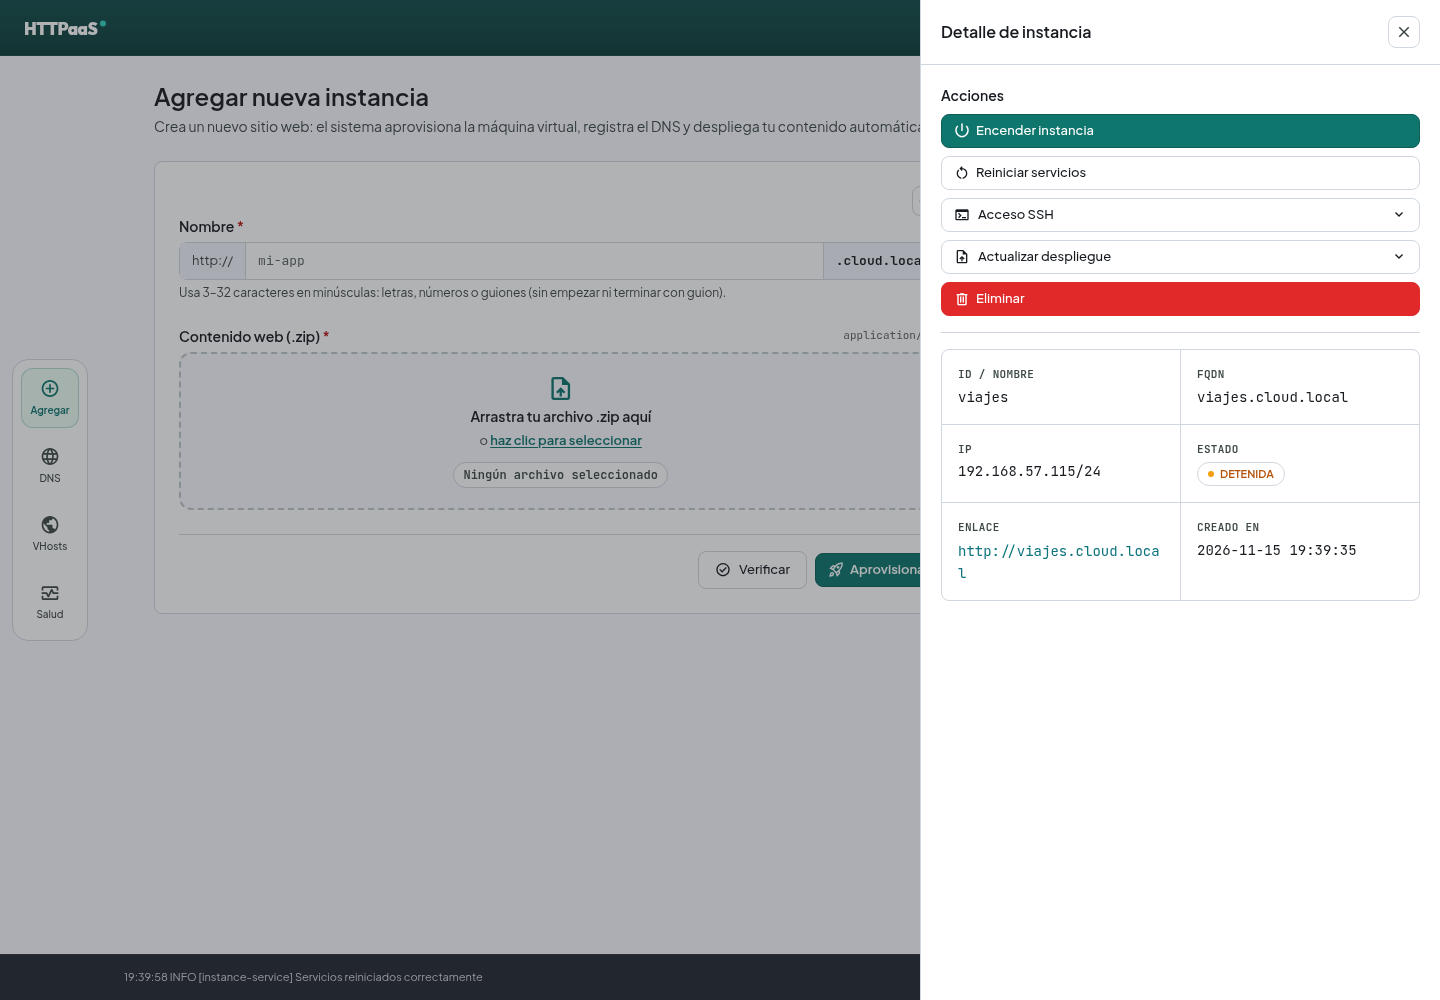 HTTPaaS
Agregar nueva instancia
Crea un nuevo sitio web: el sistema aprovisiona la máquina virtual, registra el DNS y despliega tu contenido automática
Nombre *
http:// mi-app .cloud.loca
Usa 3-32 caracteres en minúsculas: letras, números o guiones (sin empezar ni terminar con guion).
Contenido web (.zip) * application/
Arrastra tu archivo .zip aquí
o haz clic para seleccionar
Ningún archivo seleccionado
Verificar
Aprovisiona
Agregar
DNS
VHosts
Salud
19:39:58 INFO [instance-service] Servicios reiniciados correctamente
Detalle de instancia
Acciones
Encender instancia
Reiniciar servicios
Acceso SSH
Actualizar despliegue
Eliminar
ID / NOMBRE
viajes
FQDN
viajes.cloud.local
IP
192.168.57.115/24
ESTADO
DETENIDA
ENLACE
http://viajes.cloud.loca
l
CREADO EN
2026-11-15 19:39:35